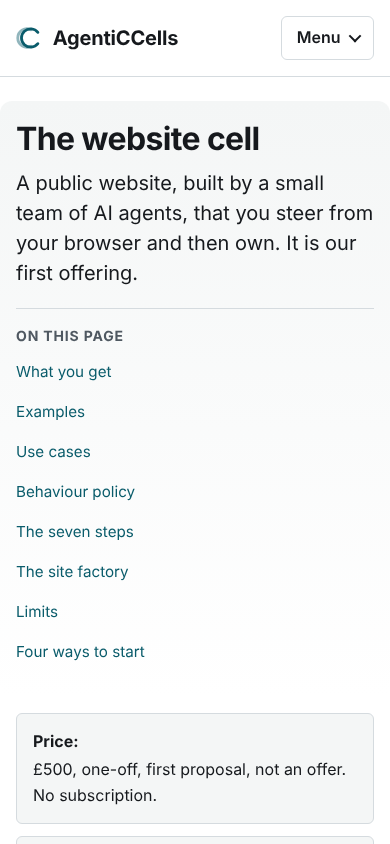 AgentiCCells
Menu
The website cell
A public website, built by a small
team of AI agents, that you steer from
your browser and then own. It is our
first offering.
ON THIS PAGE
What you get
Examples
Use cases
Behaviour policy
The seven steps
The site factory
Limits
Four ways to start
Price:
£500, one-off, first proposal, not an offer.
No subscription.